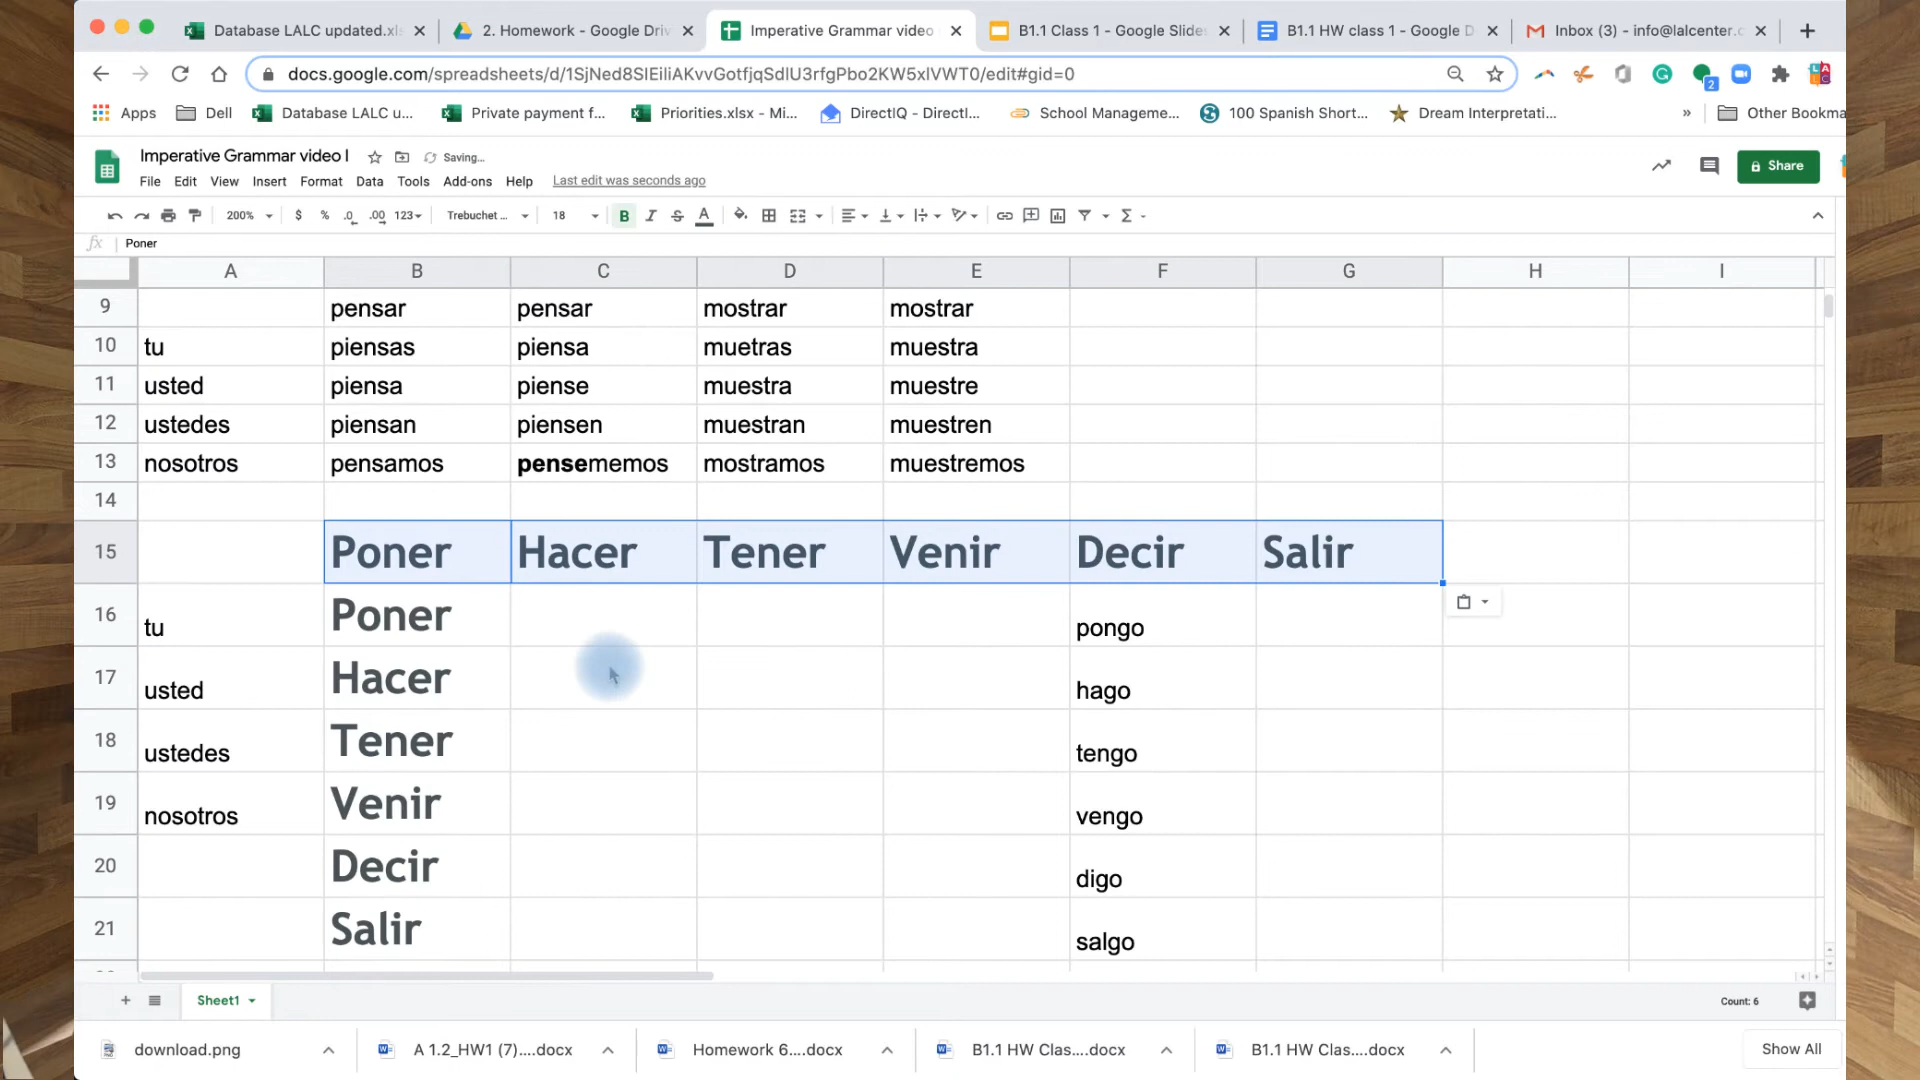 Database LALC updated.xls
2. Homework - Google Driv
Imperative Grammar video
B1.1 Class 1 - Google Slides
B1.1 HW class 1 - Google D
Inbox (3) - info@lalcenter.c
docs.google.com/spreadsheets/d/1SjNed8SIEiliAKvvGotfjqSdlU3rfgPbo2KW5xlVWT0/edit#gid=0
2
Apps
Dell
Database LALC u...
Private payment f...
Priorities.xlsx - Mi...
DirectIQ - DirectI...
School Manageme...
100 Spanish Short...
Dream Interpretati...
»
Other Bookma
Imperative Grammar video I
Saving...
Share
File Edit View Insert Format Data Tools Add-ons Help Last edit was seconds ago
200% $ % .0 .00 123 Trebuchet ... 18 B I S A Σ
fx Poner
A B C D E F G H I
9 pensar pensar mostrar mostrar
10 tu piensas piensa muetras muestra
11 usted piensa piense muestra muestre
12 ustedes piensan piensen muestran muestren
13 nosotros pensamos pensememos mostramos muestremos
14
15 Poner Hacer Tener Venir Decir Salir
16 tu Poner pongo
17 usted Hacer hago
18 ustedes Tener tengo
19 nosotros Venir vengo
20 Decir digo
21 Salir salgo
Sheet1
Count: 6
download.png
A 1.2_HW1 (7)....docx
Homework 6....docx
B1.1 HW Clas....docx
B1.1 HW Clas....docx
Show All